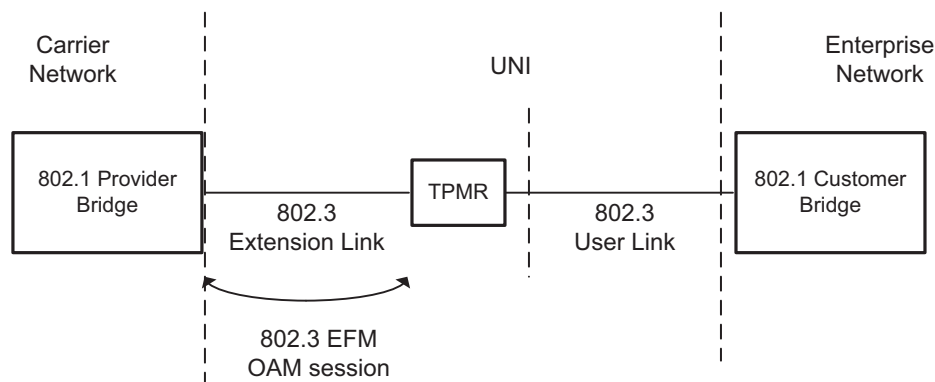 Carrier
Network
UNI
Enterprise
Network
802.1 Provider
Bridge
TPMR
802.1 Customer
Bridge
802.3
Extension Link
802.3
User Link
802.3 EFM
OAM session